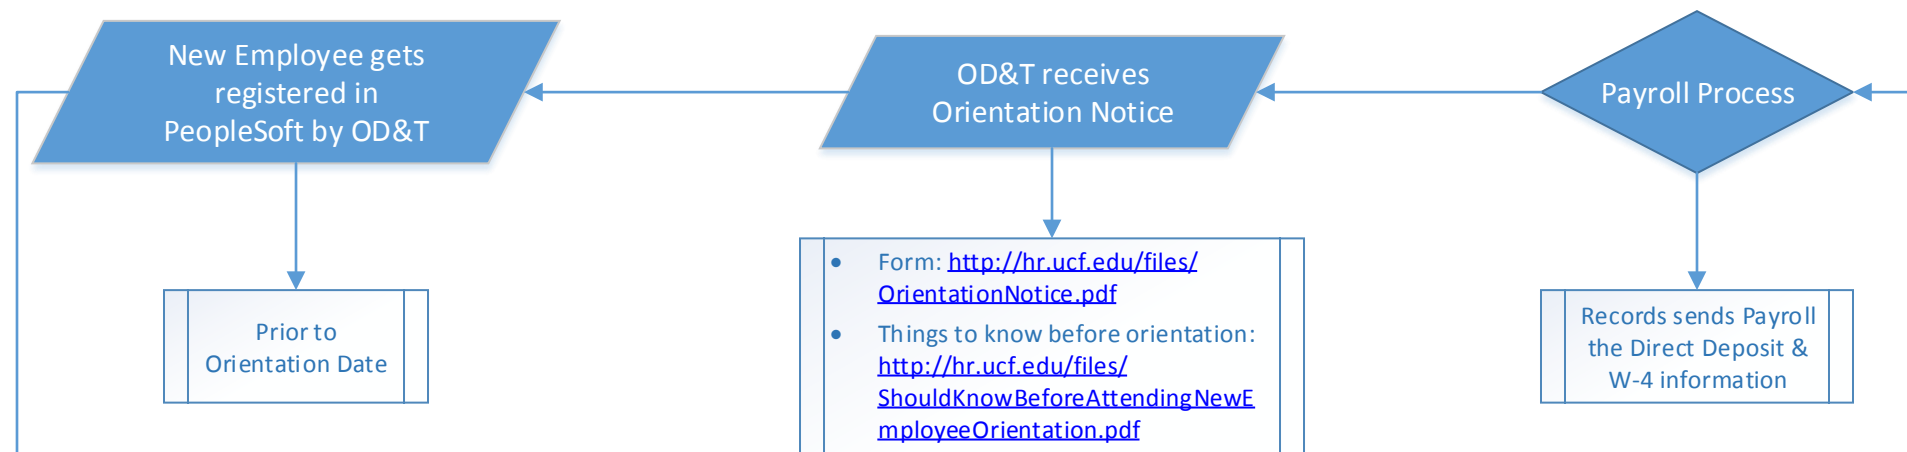 New Employee gets
registered in
PeopleSoft by OD&T
OD&T receives
Orientation Notice
Payroll Process
Prior to
Orientation Date
• Form: http://hr.ucf.edu/files/
OrientationNotice.pdf
• Things to know before orientation:
http://hr.ucf.edu/files/
ShouldKnowBeforeAttendingNewE
mployeeOrientation.pdf
Records sends Payroll
the Direct Deposit &
W-4 information